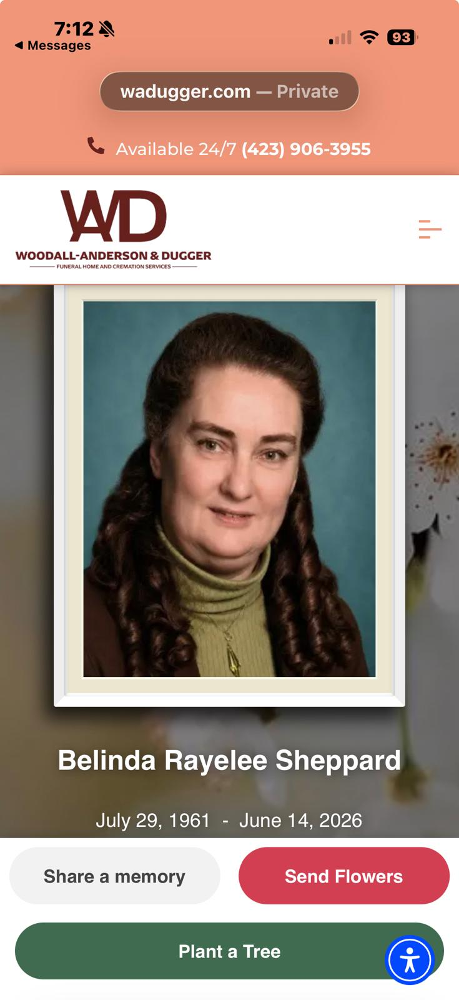 7:12
◀ Messages
93
wadugger.com — Private
Available 24/7 (423) 906-3955
WAD
WOODALL-ANDERSON & DUGGER
FUNERAL HOME AND CREMATION SERVICES
Belinda Rayelee Sheppard
July 29, 1961 - June 14, 2026
Share a memory
Send Flowers
Plant a Tree